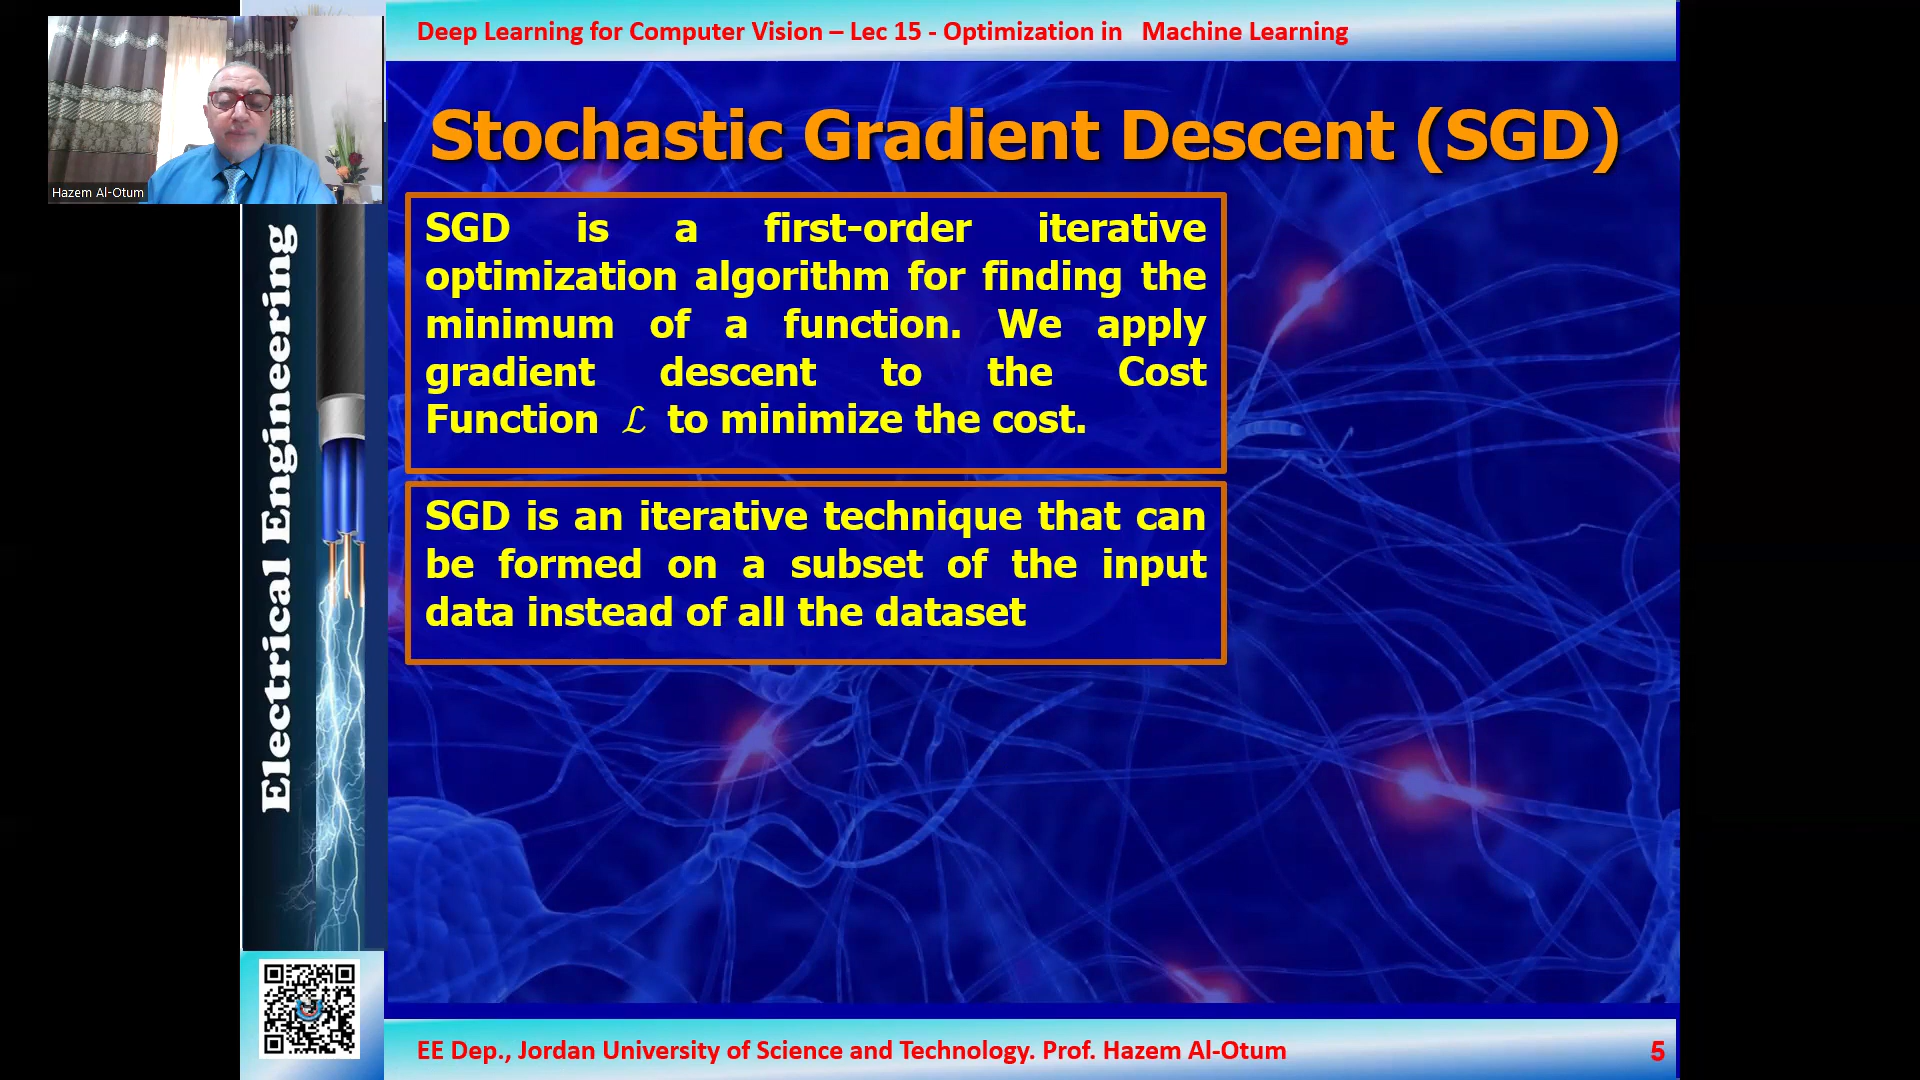 Deep Learning for Computer Vision – Lec 15 - Optimization in Machine Learning
Hazem Al-Otum
Electrical Engineering
Stochastic Gradient Descent (SGD)
SGD is a first-order iterative
optimization algorithm for finding the
minimum of a function. We apply
gradient descent to the Cost
Function ℒ to minimize the cost.
SGD is an iterative technique that can
be formed on a subset of the input
data instead of all the dataset
EE Dep., Jordan University of Science and Technology. Prof. Hazem Al-Otum
5